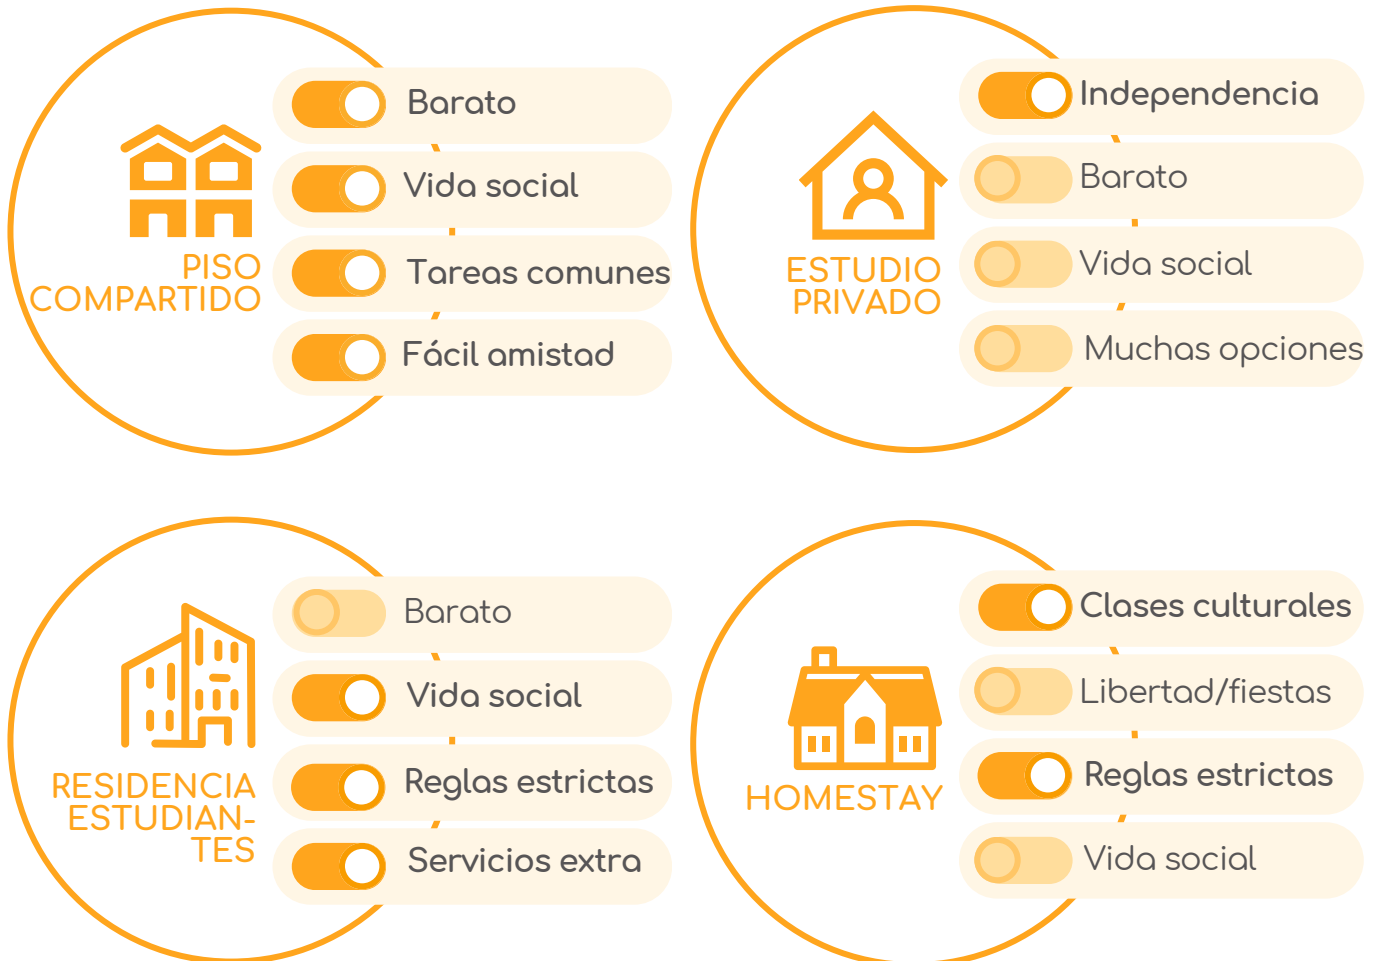 PISO
COMPARTIDO
Barato
Vida social
Tareas comunes
Fácil amistad
ESTUDIO
PRIVADO
Independencia
Barato
Vida social
Muchas opciones
RESIDENCIA
ESTUDIAN-
TES
Barato
Vida social
Reglas estrictas
Servicios extra
HOMESTAY
Clases culturales
Libertad/fiestas
Reglas estrictas
Vida social